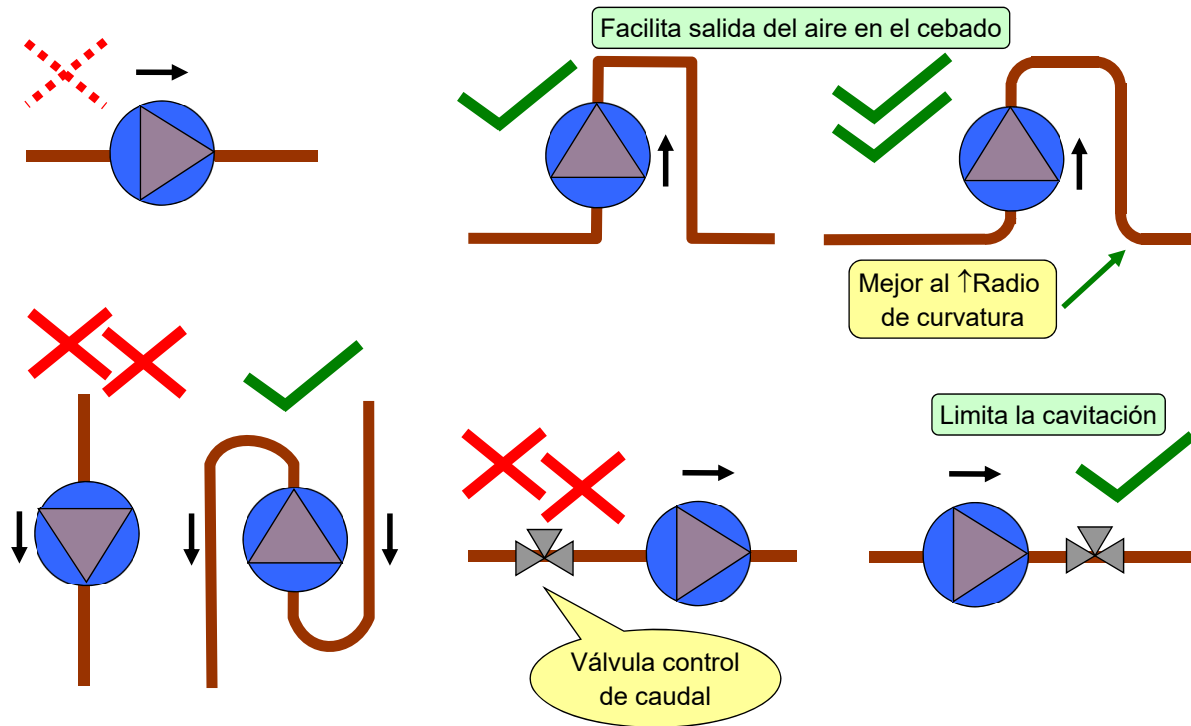 Facilita salida del aire en el cebado
Mejor al ↑Radio
de curvatura
Limita la cavitación
Válvula control
de caudal